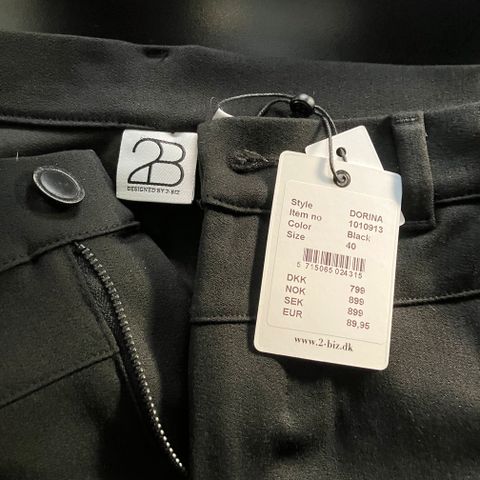 2B
DESIGNED BY 2-BIZ
Style DORINA
Item no 1010913
Color Black
Size 40
5 715065 024315
DKK 799
NOK 899
SEK 899
EUR 89,95
www.2-biz.dk